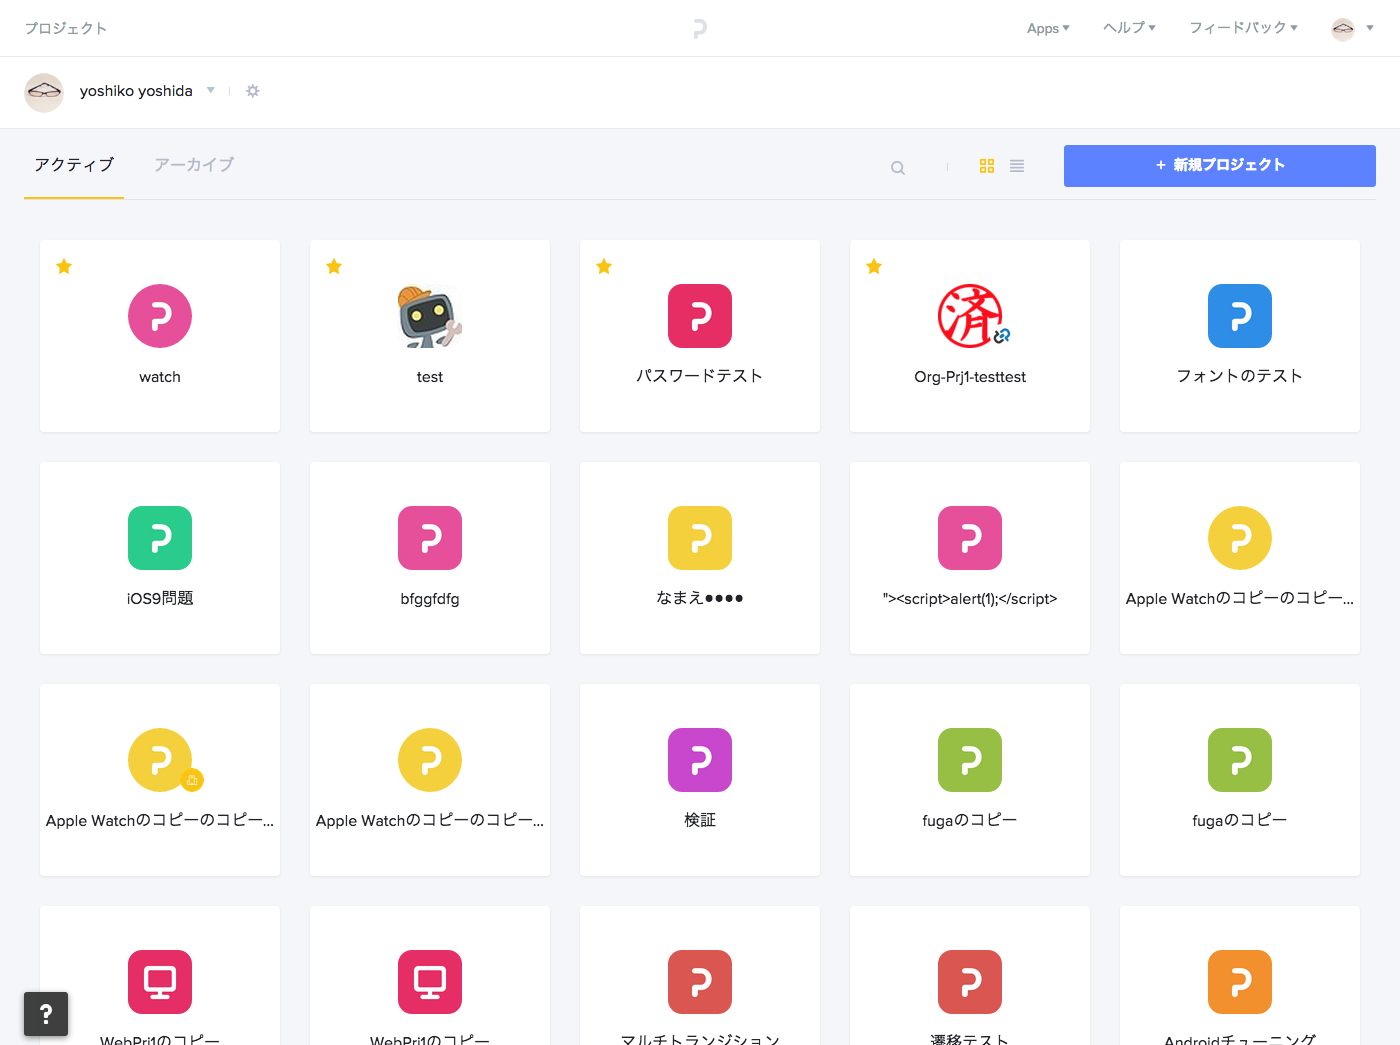 プロジェクト
Apps
ヘルプ
フィードバック
yoshiko yoshida
アクティブ
アーカイブ
+ 新規プロジェクト
watch
test
パスワードテスト
済
Org-Prj1-testtest
フォントのテスト
iOS9問題
bfggfdfg
なまえ●●●●
"><script>alert(1);</script>
Apple Watchのコピーのコピー...
Apple Watchのコピーのコピー...
Apple Watchのコピーのコピー...
検証
fugaのコピー
fugaのコピー
?
WebPrj1のコピー
WebPrj1のコピー
マルチトランジション
遷移テスト
Androidチューニング